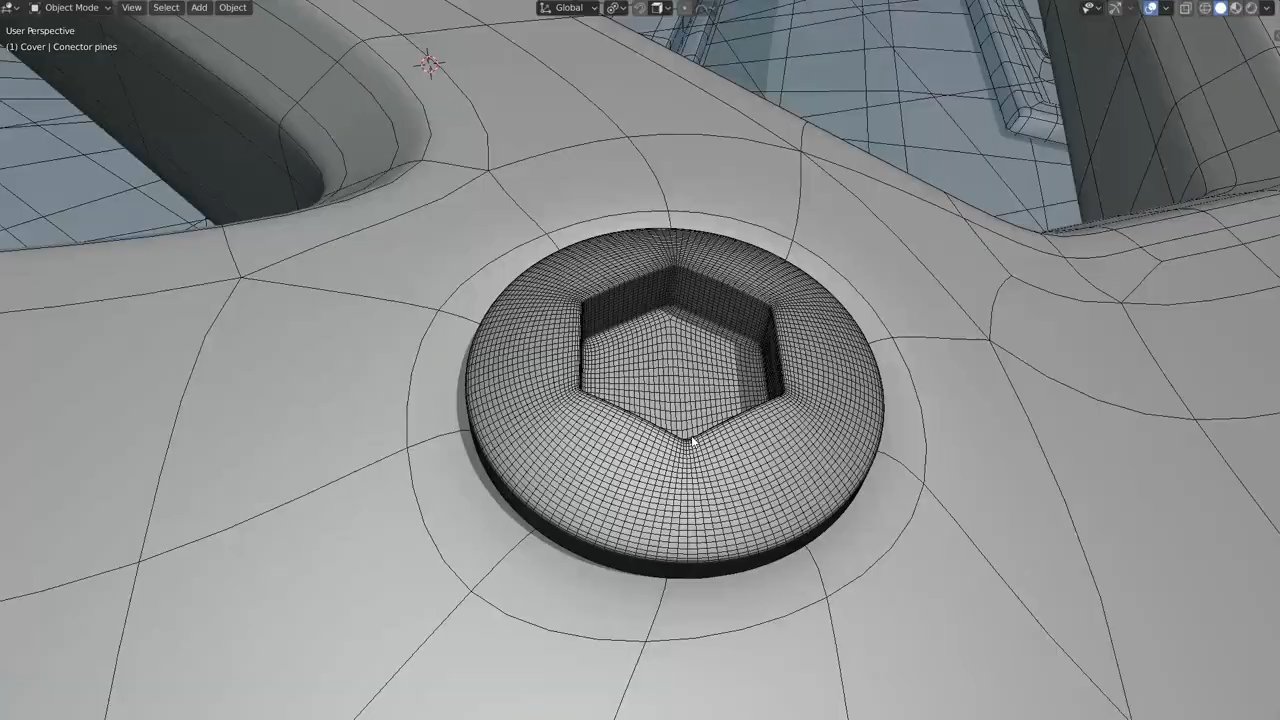 Object Mode View Select Add Object Global
User Perspective
(1) Cover | Conector pines